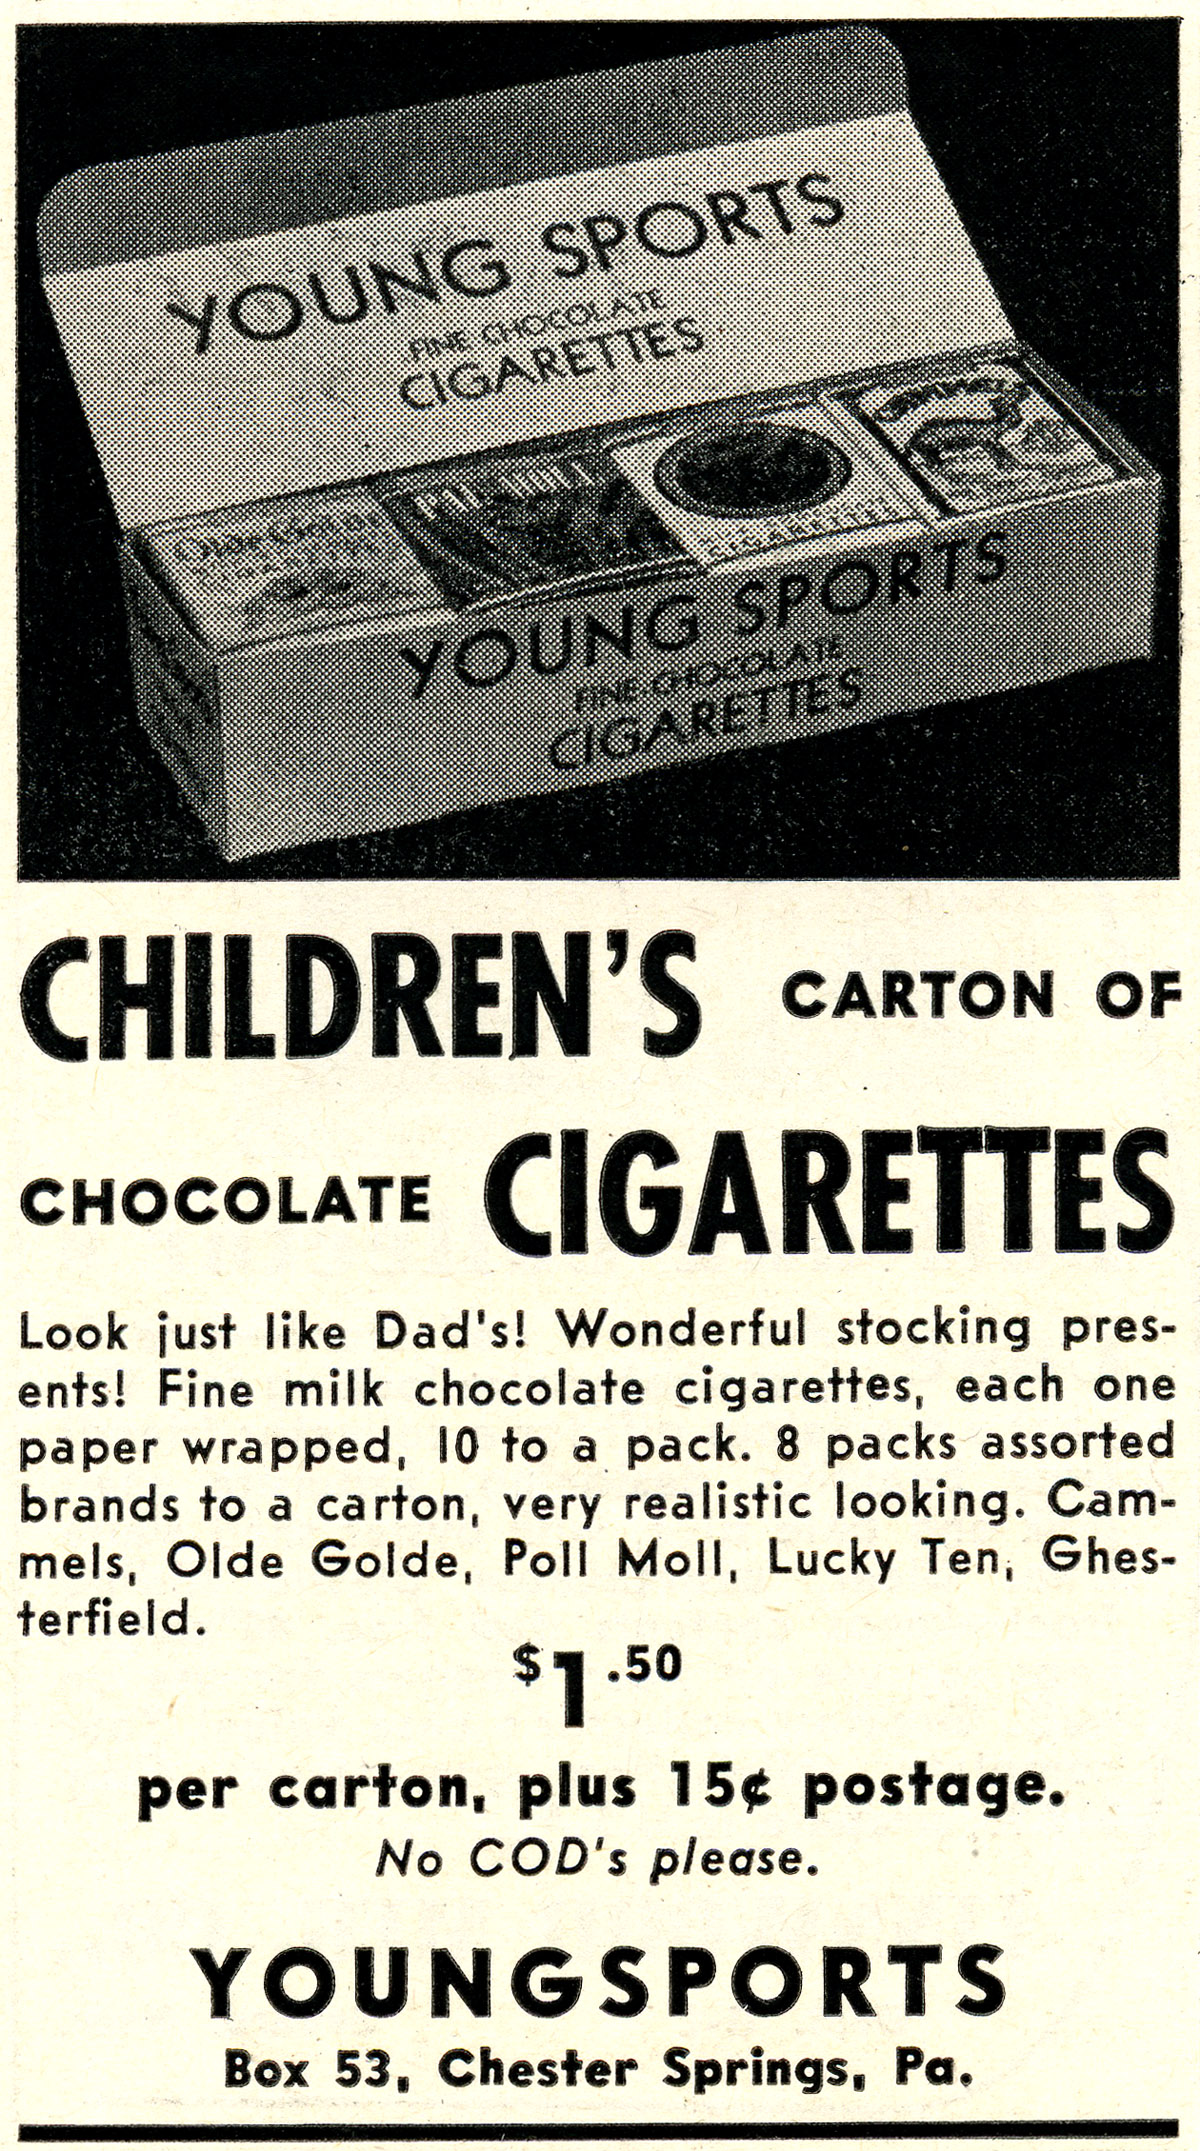 YOUNG SPORTS
FINE CHOCOLATE
CIGARETTES
YOUNG SPORTS
FINE CHOCOLATE
CIGARETTES
CHILDREN'S CARTON OF
CHOCOLATE CIGARETTES
Look just like Dad's! Wonderful stocking pres-
ents! Fine milk chocolate cigarettes, each one
paper wrapped, 10 to a pack. 8 packs assorted
brands to a carton, very realistic looking. Cam-
mels, Olde Golde, Poll Moll, Lucky Ten, Ghes-
terfield.
$1.50
per carton, plus 15¢ postage.
No COD's please.
YOUNGSPORTS
Box 53, Chester Springs, Pa.